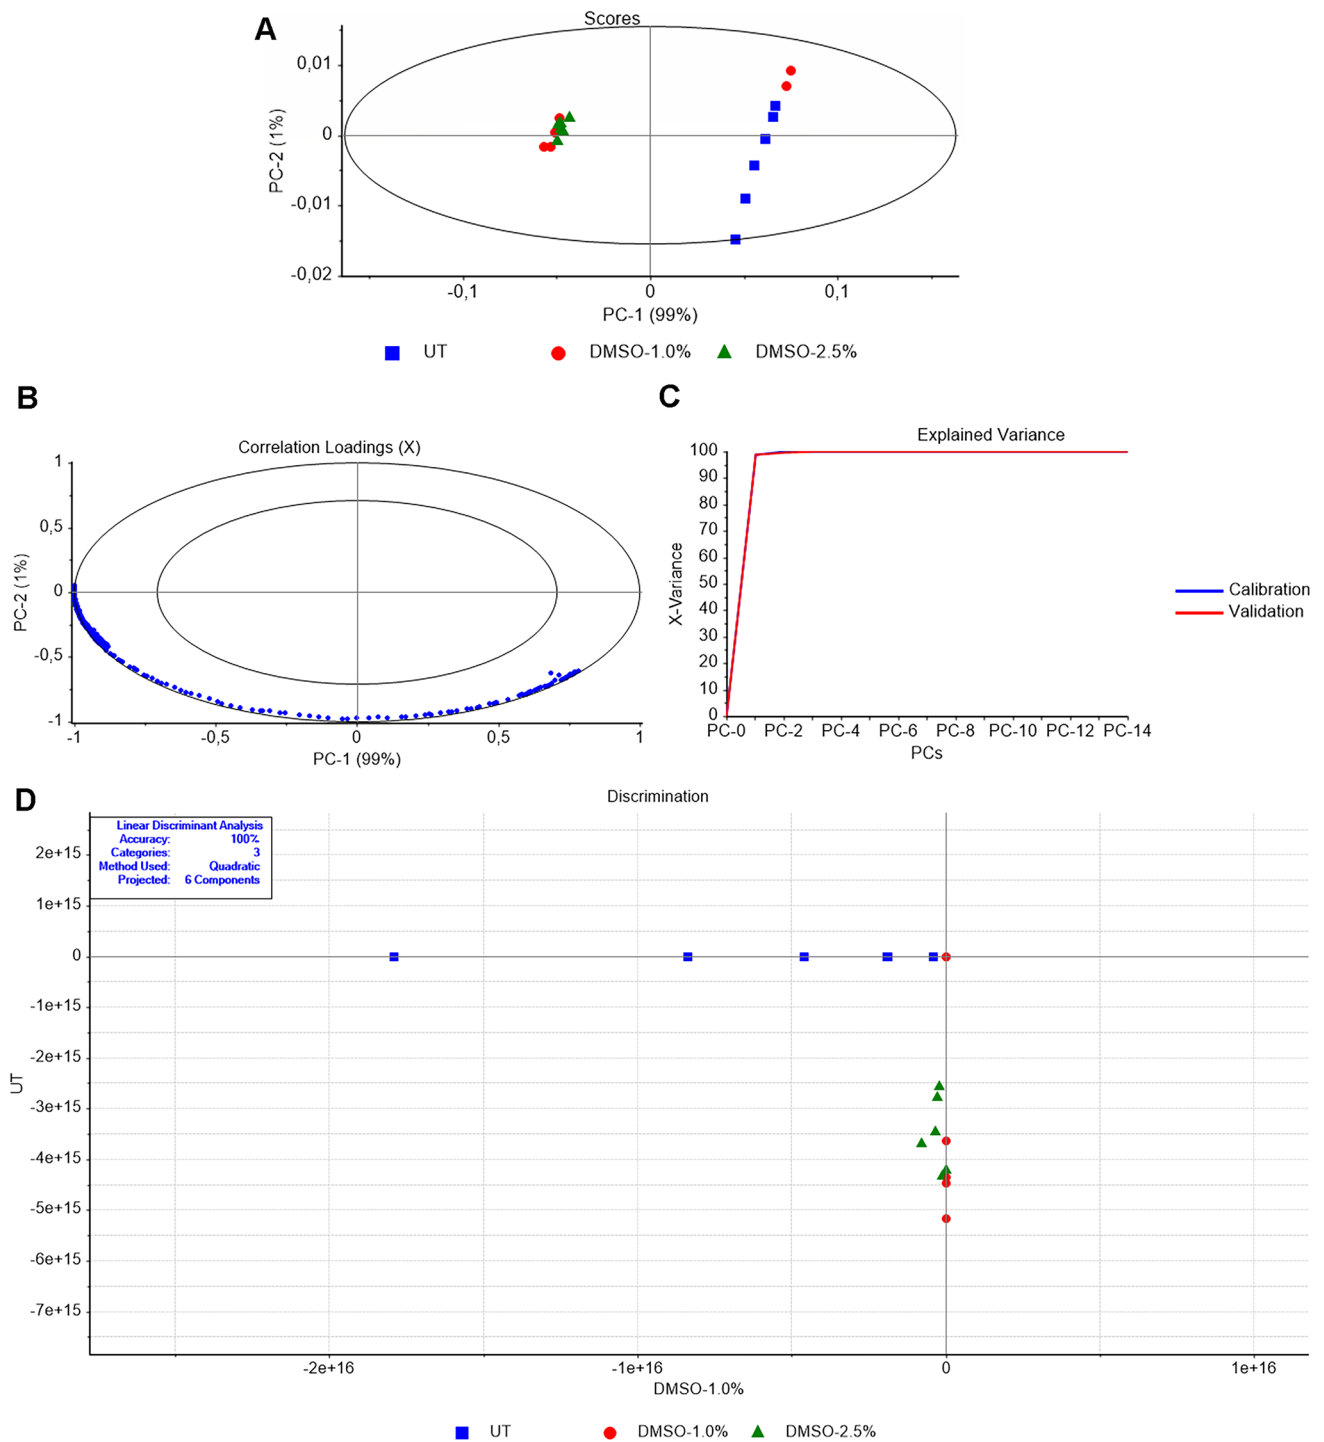 A
Scores
0,01
0
-0,01
-0,02
PC-2 (1%)
-0,1
0
0,1
PC-1 (99%)
UT
DMSO-1.0%
DMSO-2.5%
B
Correlation Loadings (X)
1
0,5
0
-0,5
-1
PC-2 (1%)
-1
-0,5
0
0,5
1
PC-1 (99%)
C
Explained Variance
100
90
80
70
60
50
40
30
20
10
0
X-Variance
PC-0
PC-2
PC-4
PC-6
PC-8
PC-10
PC-12
PC-14
PCs
Calibration
Validation
D
Discrimination
Linear Discriminant Analysis
Accuracy: 100%
Categories: 3
Method Used: Quadratic
Projected: 6 Components
2e+15
1e+15
0
-1e+15
-2e+15
-3e+15
-4e+15
-5e+15
-6e+15
-7e+15
UT
-2e+16
-1e+16
0
1e+16
DMSO-1.0%
UT
DMSO-1.0%
DMSO-2.5%